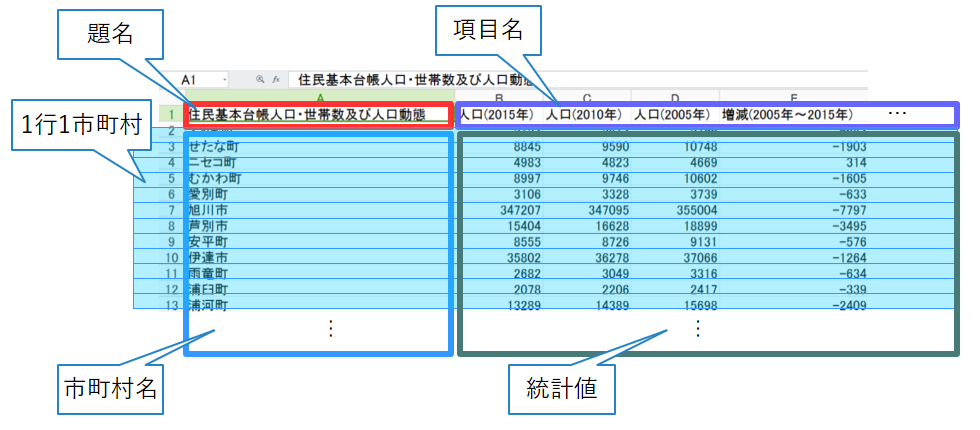 題名
項目名
A1 fx 住民基本台帳人口・世帯数及び人口動態
A B C D E
1 住民基本台帳人口・世帯数及び人口動態 人口(2015年) 人口(2010年) 人口(2005年) 増減(2005年～2015年) …
1行1市町村
2
3 せたな町 8845 9590 10748 -1903
4 ニセコ町 4983 4823 4669 314
5 むかわ町 8997 9746 10602 -1605
6 愛別町 3106 3328 3739 -633
7 旭川市 347207 347095 355004 -7797
8 芦別市 15404 16628 18899 -3495
9 安平町 8555 8726 9131 -576
10 伊達市 35802 36278 37066 -1264
11 雨竜町 2682 3049 3316 -634
12 浦臼町 2078 2206 2417 -339
13 浦河町 13289 14389 15698 -2409
⋮ ⋮
市町村名
統計値